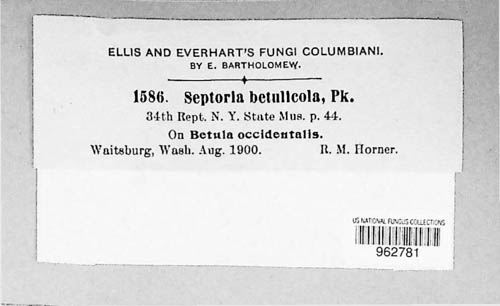 ELLIS AND EVERHART'S FUNGI COLUMBIANI.
BY E. BARTHOLOMEW.
1586. Septoria betulicola, Pk.
34th Rept. N. Y. State Mus. p. 44.
On Betula occidentalis.
Waitsburg, Wash. Aug. 1900. R. M. Horner.
US NATIONAL FUNGUS COLLECTIONS
962781